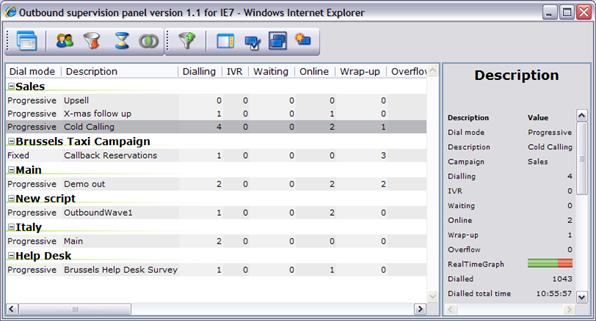 Outbound supervision panel version 1.1 for IE7 - Windows Internet Explorer
Dial mode Description Dialling IVR Waiting Online Wrap-up Overflow
Sales
Progressive Upsell 0 0 0 0 0
Progressive X-mas follow up 1 0 0 1 0
Progressive Cold Calling 4 0 0 2 1
Brussels Taxi Campaign
Fixed Callback Reservations 1 0 0 0 3
Main
Progressive Demo out 2 0 0 2 2
New script
Progressive OutboundWave1 1 0 0 2 0
Italy
Progressive Main 2 0 0 0 0
Help Desk
Progressive Brussels Help Desk Survey 1 0 0 1 0
Description
Description Value
Dial mode Progressive
Description Cold Calling
Campaign Sales
Dialling 4
IVR 0
Waiting 0
Online 2
Wrap-up 1
Overflow 0
RealTimeGraph
Dialled 1043
Dialled total time 10:55:57